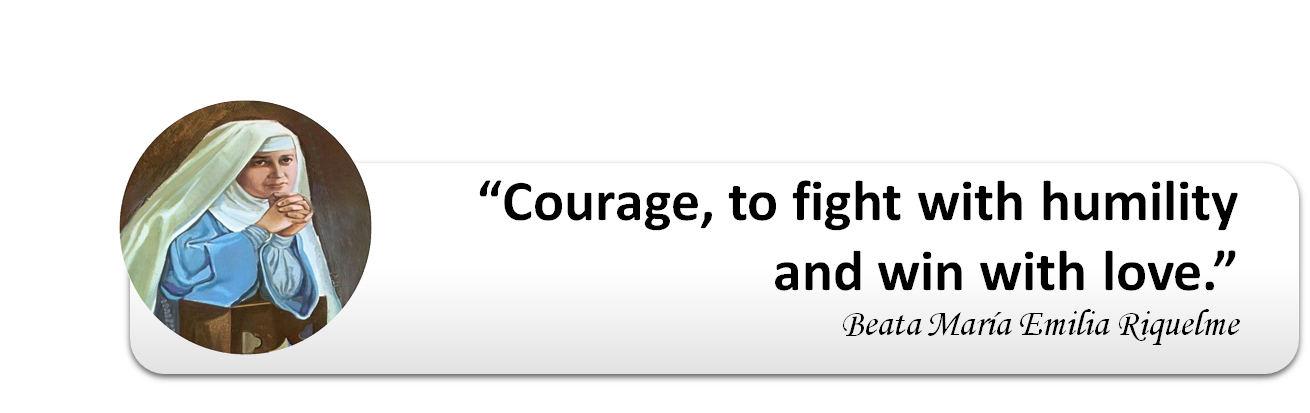 “Courage, to fight with humility
and win with love.”
Beata María Emilia Riquelme